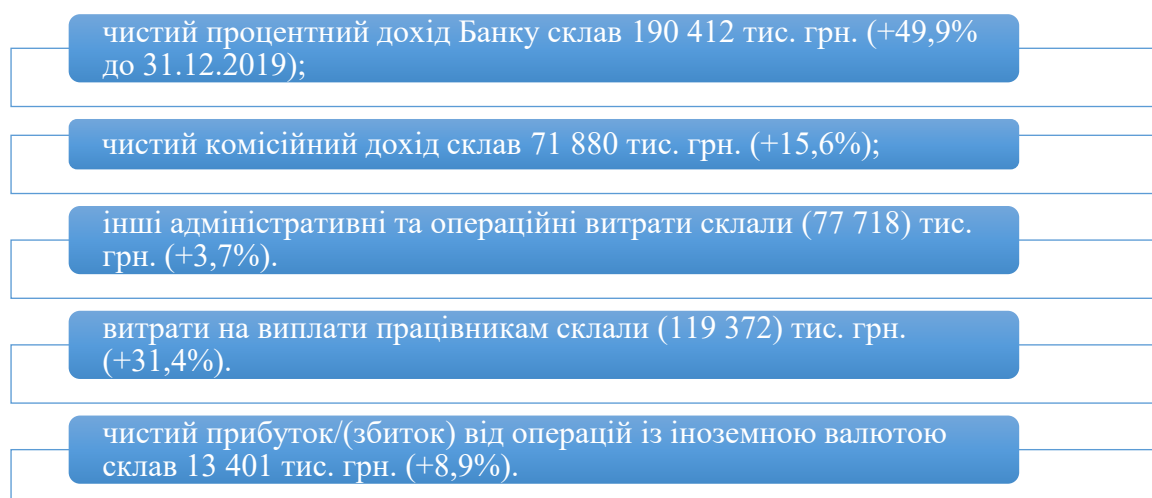 чистий процентний дохід Банку склав 190 412 тис. грн. (+49,9%
до 31.12.2019);
чистий комісійний дохід склав 71 880 тис. грн. (+15,6%);
інші адміністративні та операційні витрати склали (77 718) тис.
грн. (+3,7%).
витрати на виплати працівникам склали (119 372) тис. грн.
(+31,4%).
чистий прибуток/(збиток) від операцій із іноземною валютою
склав 13 401 тис. грн. (+8,9%).